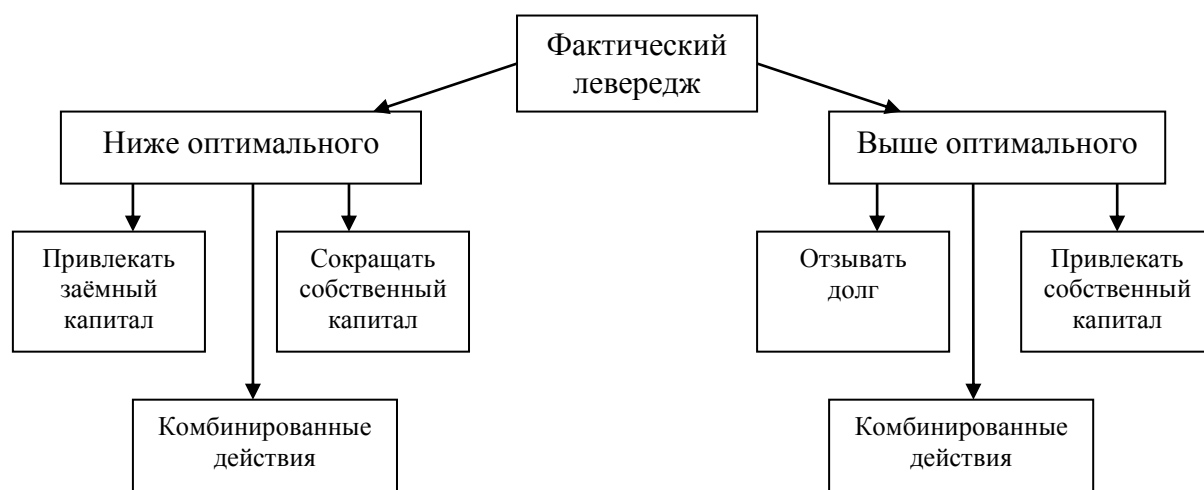 Фактический
левередж
Ниже оптимального
Выше оптимального
Привлекать
заёмный
капитал
Сокращать
собственный
капитал
Отзывать
долг
Привлекать
собственный
капитал
Комбинированные
действия
Комбинированные
действия